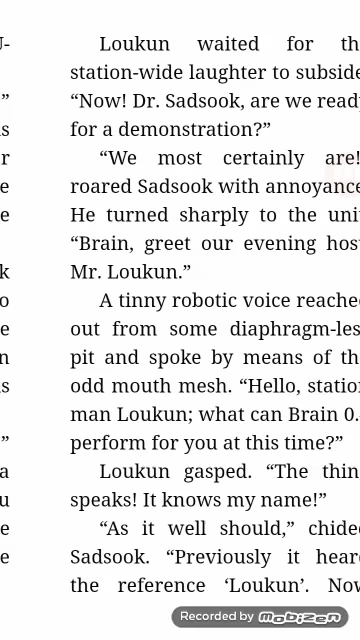 Loukun waited for th
station-wide laughter to subside
"Now! Dr. Sadsook, are we ready
for a demonstration?"
"We most certainly are!
roared Sadsook with annoyance
He turned sharply to the uni
"Brain, greet our evening hos
Mr. Loukun."
A tinny robotic voice reache
out from some diaphragm-les
pit and spoke by means of th
odd mouth mesh. "Hello, statio
man Loukun; what can Brain 0.
perform for you at this time?"
Loukun gasped. "The thin
speaks! It knows my name!"
"As it well should," chide
Sadsook. "Previously it hear
the reference 'Loukun'. Now
Recorded by mobizen